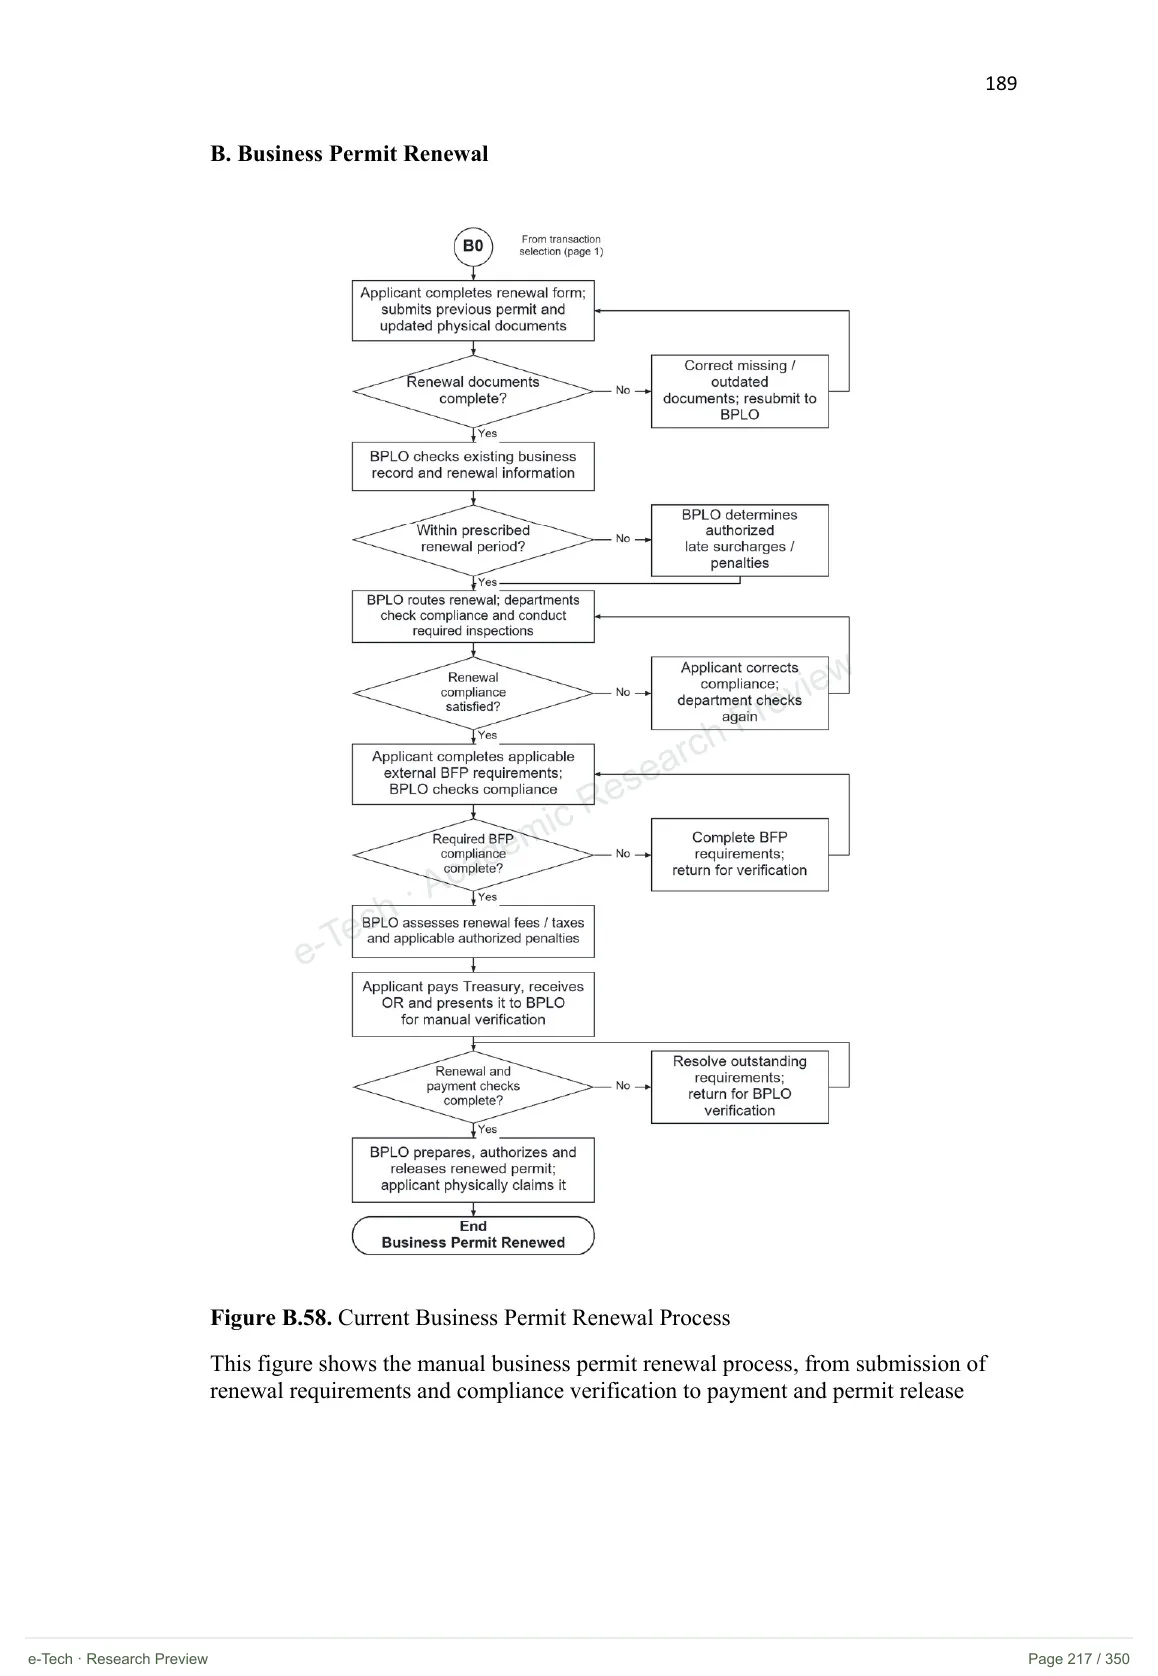 189
B. Business Permit Renewal
B0
From transaction
selection (page 1)
Applicant completes renewal form;
submits previous permit and
updated physical documents
Renewal documents
complete?
No
Correct missing /
outdated
documents; resubmit to
BPLO
Yes
BPLO checks existing business
record and renewal information
Within prescribed
renewal period?
No
BPLO determines
authorized
late surcharges /
penalties
Yes
BPLO routes renewal; departments
check compliance and conduct
required inspections
Renewal
compliance
satisfied?
No
Applicant corrects
compliance;
department checks
again
Yes
Applicant completes applicable
external BFP requirements;
BPLO checks compliance
Required BFP
compliance
complete?
No
Complete BFP
requirements;
return for verification
Yes
BPLO assesses renewal fees / taxes
and applicable authorized penalties
Applicant pays Treasury, receives
OR and presents it to BPLO
for manual verification
Renewal and
payment checks
complete?
No
Resolve outstanding
requirements;
return for BPLO
verification
Yes
BPLO prepares, authorizes and
releases renewed permit;
applicant physically claims it
End
Business Permit Renewed
e-Tech · Academic Research Preview
Figure B.58. Current Business Permit Renewal Process
This figure shows the manual business permit renewal process, from submission of
renewal requirements and compliance verification to payment and permit release
e-Tech · Research Preview
Page 217 / 350